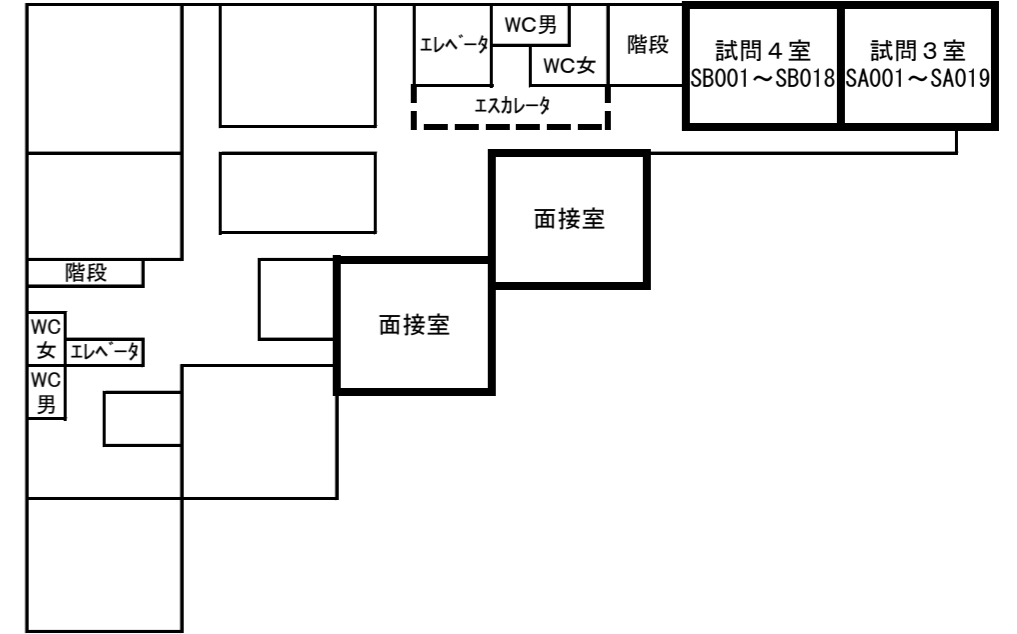 エレベータ
WC男
WC女
階段
試問４室
SB001～SB018
試問３室
SA001～SA019
エスカレータ
面接室
面接室
階段
WC
女
エレベータ
WC
男